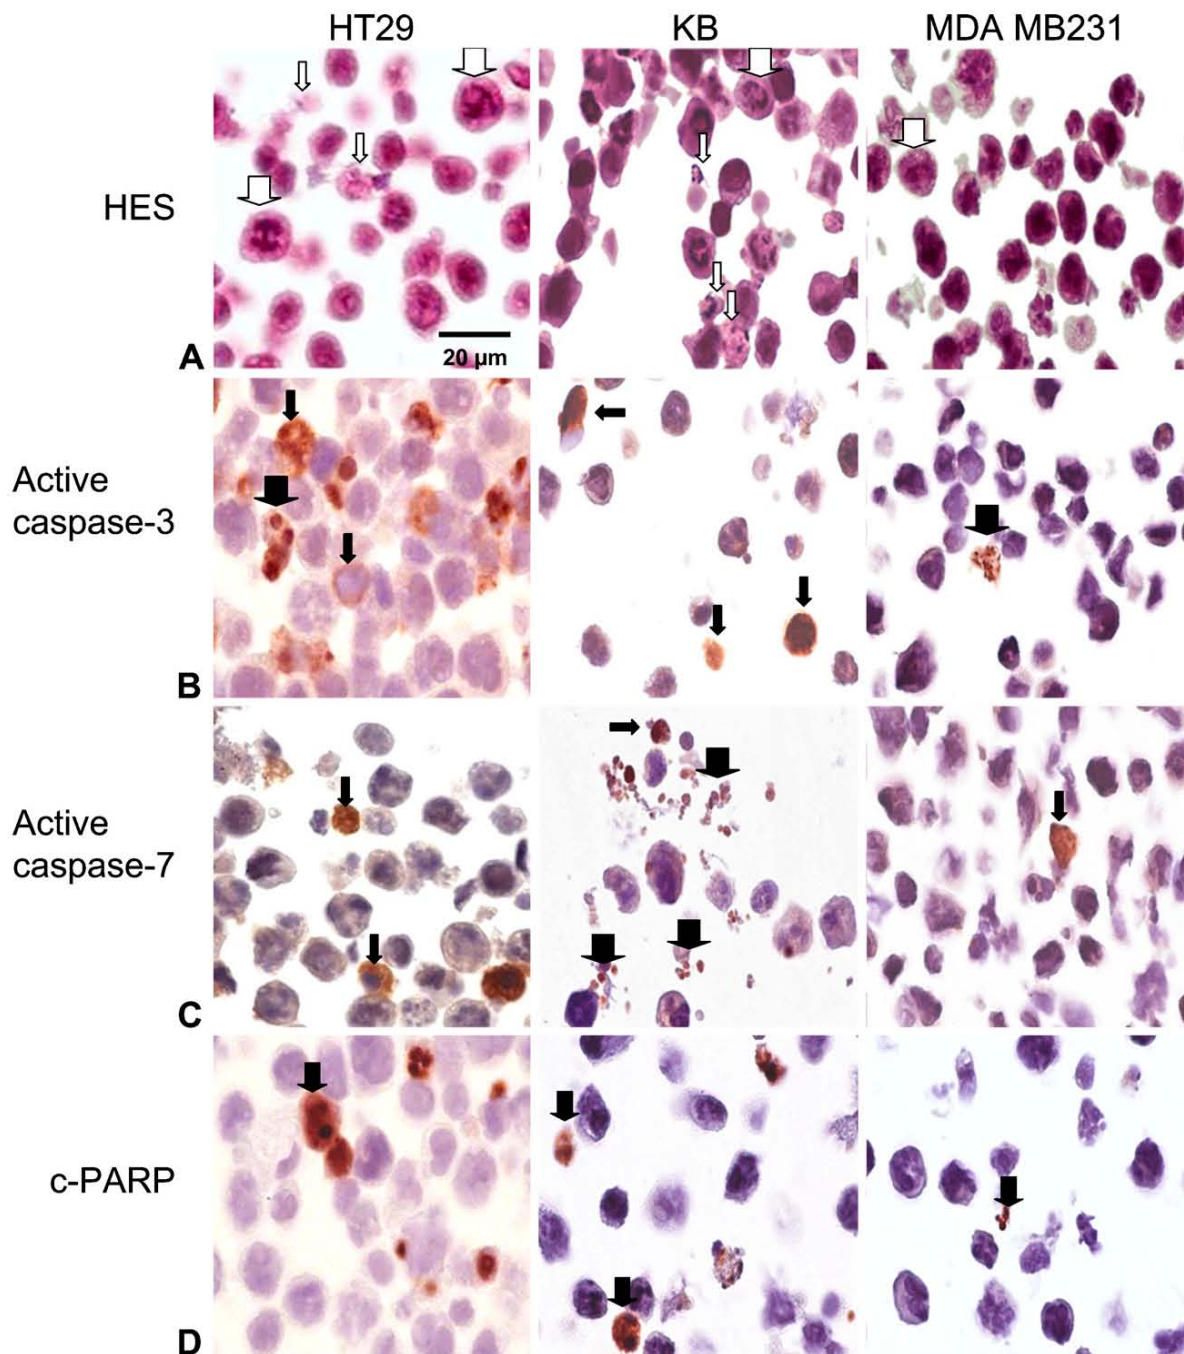 HT29 KB MDA MB231
HES
20 µm
A
Active
caspase-3
B
Active
caspase-7
C
c-PARP
D